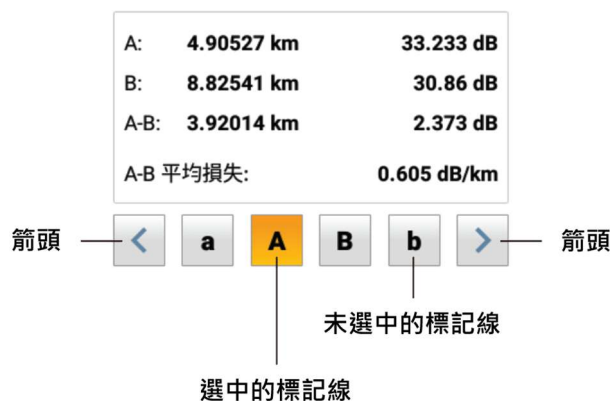 A: 4.90527 km 33.233 dB
B: 8.82541 km 30.86 dB
A-B: 3.92014 km 2.373 dB
A-B 平均損失: 0.605 dB/km
箭頭 < a A B b > 箭頭
未選中的標記線
選中的標記線